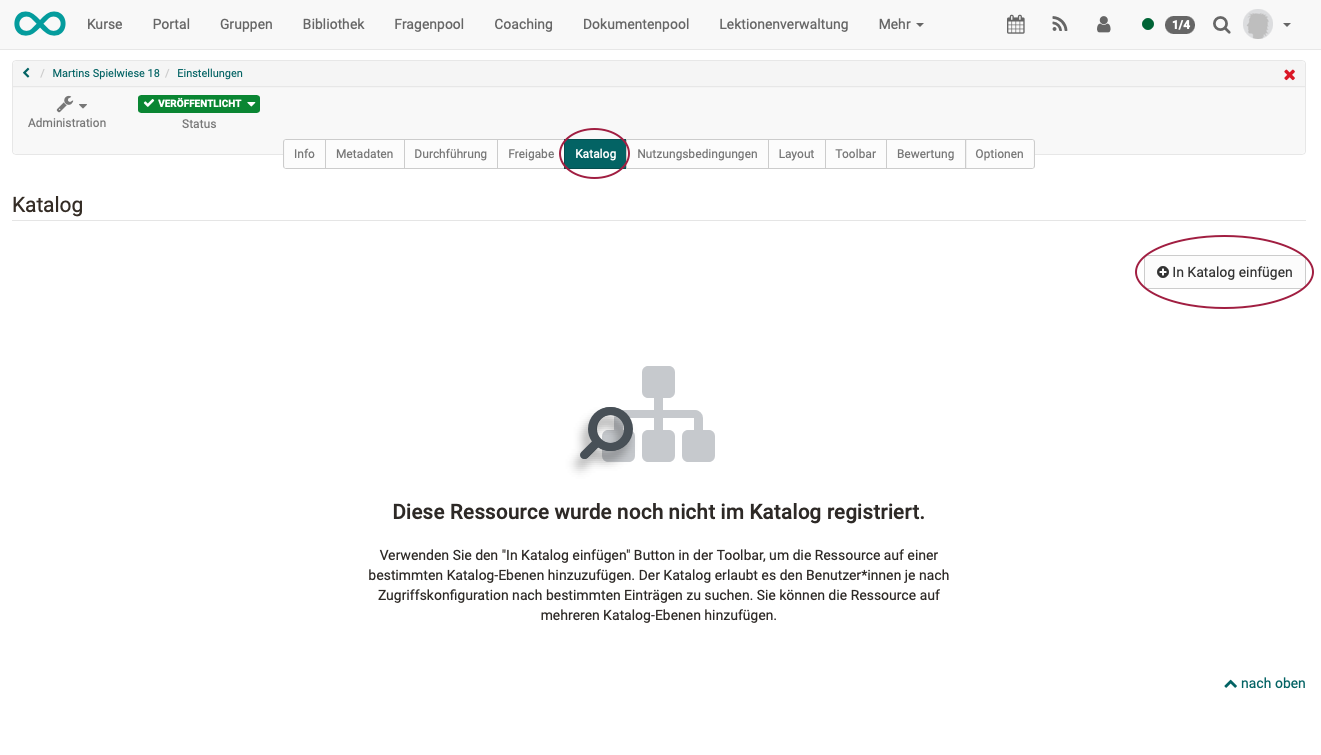 Kurse Portal Gruppen Bibliothek Fragenpool Coaching Dokumentenpool Lektionenverwaltung Mehr 1/4
/ Martins Spielwiese 18 / Einstellungen
VERÖFFENTLICHT
Administration Status
Info Metadaten Durchführung Freigabe Katalog Nutzungsbedingungen Layout Toolbar Bewertung Optionen
Katalog
In Katalog einfügen
Diese Ressource wurde noch nicht im Katalog registriert.
Verwenden Sie den "In Katalog einfügen" Button in der Toolbar, um die Ressource auf einer
bestimmten Katalog-Ebenen hinzuzufügen. Der Katalog erlaubt es den Benutzer*innen je nach
Zugriffskonfiguration nach bestimmten Einträgen zu suchen. Sie können die Ressource auf
mehreren Katalog-Ebenen hinzufügen.
nach oben